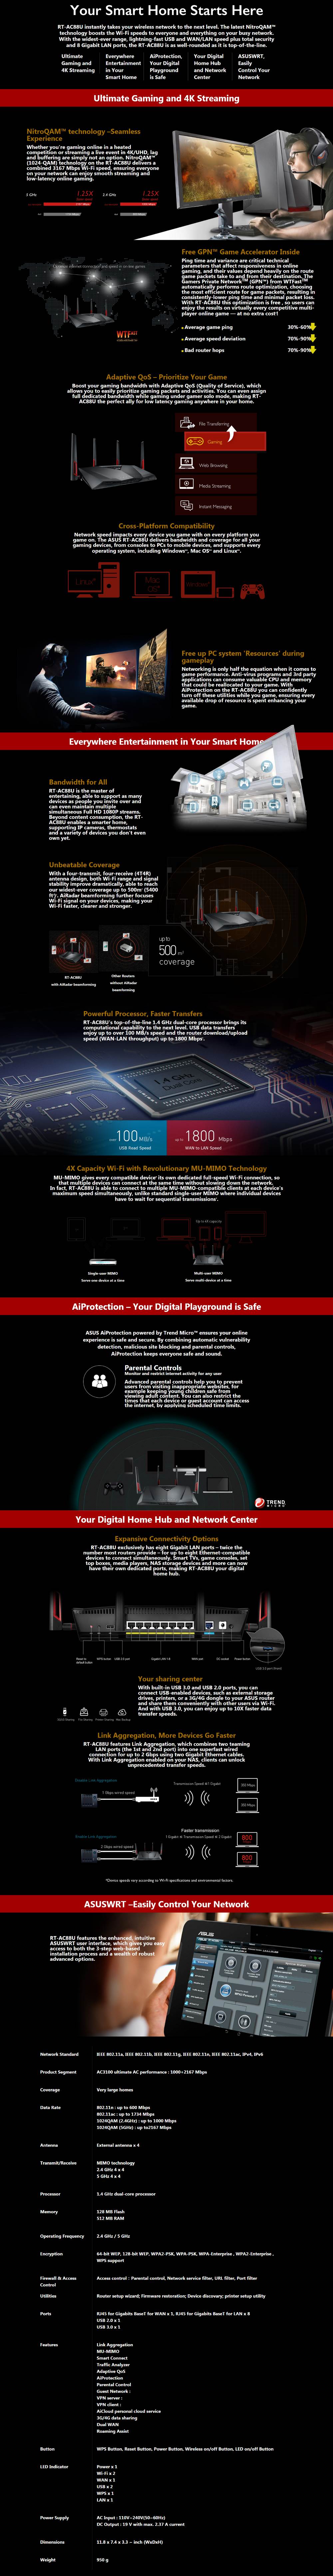 Your Smart Home Starts Here
RT-AC88U instantly takes your wireless network to the next level. The latest NitroQAM™
technology boosts the Wi-Fi speeds to everyone and everything on your busy network.
With the widest-ever range, lightning-fast USB and WAN/LAN speed plus total security
and 8 Gigabit LAN ports, the RT-AC88U is as well-rounded as it is top-of-the-line.
Ultimate
Gaming and
4K Streaming
Everywhere
Entertainment
in Your
Smart Home
AiProtection,
Your Digital
Playground
is Safe
Your Digital
Home Hub
and Network
Center
ASUSWRT,
Easily
Control Your
Network
Ultimate Gaming and 4K Streaming
NitroQAM™ technology –Seamless
Experience
Whether you're gaming online in a heated
competition or streaming a live event in 4K/UHD, lag
and buffering are simply not an option. NitroQAM™
(1024-QAM) technology on RT-AC88U delivers a
combined 3167 Mbps Wi-Fi speed, ensuring everyone
on your network can enjoy smooth streaming and
low-latency online gaming.
1.25X
1.25X
Free GPN™ Game Accelerator Inside
Ping time and variance are critical technical
parameters that affect responsiveness in online
gaming, and their values depend heavily on the route
game packets take to and from their destination. The
Gamers Private Network™ (GPN™) from WTFast™
automatically performs route optimization, choosing
the most efficient route for game packets, resulting in
consistently-lower ping time and minimal packet loss.
With RT-AC88U this optimization is free, so users can
enjoy the results on virtually every competitive multi-
player online game — at no extra cost!
WTFast
Average game ping
30%-60%
Average speed deviation
70%-90%
Bad router hops
70%-90%
Adaptive QoS – Prioritize Your Game
Boost your gaming bandwidth with Adaptive QoS (Quality of Service), which
allows you to easily prioritize gaming packets and activities. You can even assign
full dedicated bandwidth while gaming under gamer solo mode, making RT-
AC88U the perfect ally for low latency gaming anywhere in your home.
File Transferring
Gaming
Web Browsing
Media Streaming
Instant Messaging
Cross-Platform Compatibility
Network speed impacts every device you game with on every platform you
game on. The ASUS RT-AC88U delivers bandwidth and coverage for all your
gaming devices, from consoles to PCs to mobile devices, and supports every
operating system, including Windows®, Mac OS® and Linux®.
Linux®
Mac
OS®
Windows®
Free up PC system 'Resources' during
gameplay
Networking is only half the equation when it comes to
game performance. Anti-virus programs and 3rd party
applications can consume valuable CPU and memory
that could be reallocated to your game. With
AiProtection on the RT-AC88U you can confidently
turn off these utilities while you game, ensuring every
available drop of resource is spent enhancing your
game.
Everywhere Entertainment in Your Smart Home
Bandwidth for All
RT-AC88U is the master of
entertaining, able to support as many
devices as people you invite over and
can even maintain multiple
simultaneous Full HD 1080P streams.
Beyond content consumption, the RT-
AC88U enables a smarter home,
supporting IP cameras, thermostats
and a variety of devices you don't even
own yet.
Unbeatable Coverage
With a four-transmit, four-receive (4T4R)
antenna design, both Wi-Fi range and signal
stability improve dramatically, able to reach
our widest ever coverage up to 500m² (5400
ft²). AiRadar beamforming further focuses
Wi-Fi signal on your devices, making your
Wi-Fi faster, clearer and stronger.
RT-AC88U
with AiRadar beamforming
Other Routers
without AiRadar
beamforming
up to
500 m²
coverage
Powerful Processor, Faster Transfers
RT-AC88U's top-of-the-line 1.4 GHz dual-core processor brings its
computational capability to the next level. USB data transfers
enjoy up to over 100 MB/s speed and the router download/upload
speed (WAN-LAN throughput) up to 1800 Mbps.
1.4 GHz
over 100 MB/s
USB Read Speed
up to 1800 Mbps
WAN to LAN Speed
4X Capacity Wi-Fi with Revolutionary MU-MIMO Technology
MU-MIMO gives every compatible device its own dedicated full-speed Wi-Fi connection, so
that multiple devices can connect at the same time without slowing down the network.
In fact, RT-AC88U is able to connect to multiple MU-MIMO compatible clients at each device's
maximum speed simultaneously, unlike standard single-user MIMO where individual devices
have to wait for sequential transmissions.
Up to 4X capacity
Single-user MIMO
Serve one device at a time
Multi-user MIMO
Serve multi-device at a time
AiProtection – Your Digital Playground is Safe
ASUS AiProtection powered by Trend Micro™ ensures your online
experience is safe and secure. By combining automatic vulnerability
detection, malicious site blocking and parental controls,
AiProtection keeps everyone safe and sound.
Parental Controls
Monitor and restrict internet activity for any user
Advanced parental controls help you to prevent
users from visiting inappropriate websites, for
example keeping young children safe from
viewing adult content. You can also restrict the
times that each device or guest account can access
the internet, by applying scheduled time limits.
TREND
MICRO
Your Digital Home Hub and Network Center
Expansive Connectivity Options
RT-AC88U exclusively has eight Gigabit LAN ports – twice the
number most routers provide – for up to eight Ethernet-compatible
devices to connect simultaneously. Smart TVs, game consoles, set
top boxes, media players, NAS storage devices and more can now
have their own dedicated ports, making RT-AC88U your digital
home hub.
Reset to
default button
WPS button
USB 2.0 port
Gigabit LAN 1-8
WAN port
DC socket
Power button
USB 3.0 port (Front)
Your sharing center
With built-in USB 3.0 and USB 2.0 ports, you can
connect USB-enabled devices, such as external storage
drives, printers, or a 3G/4G dongle to your ASUS router
and share them conveniently with other users via Wi-Fi.
And with USB 3.0, you can enjoy up to 10X faster data
transfer speeds.
Link Aggregation, More Devices Go Faster
RT-AC88U features Link Aggregation, which combines two teaming
LAN ports (the 1st and 2nd port) into one superfast wired
connection for up to 2 Gbps using two Gigabit Ethernet cables.
With Link Aggregation enabled on your NAS, clients can unlock
unprecedented transfer speeds.
1 Gbps wired speed
2 Gbps wired speed
Faster transmission
800
800
*Device speeds vary according to Wi-Fi specifications and environmental factors.
ASUSWRT –Easily Control Your Network
RT-AC88U features the enhanced, intuitive
ASUSWRT user interface, which gives you easy
access to both the 3-step web-based
installation process and a wealth of robust
advanced options.
ASUS
Network Standard
IEEE 802.11a, IEEE 802.11b, IEEE 802.11g, IEEE 802.11n, IEEE 802.11ac, IPv4, IPv6
Product Segment
AC3100 ultimate AC performance : 1000+2167 Mbps
Coverage
Very large homes
Data Rate
802.11n : up to 600 Mbps
802.11ac : up to 1734 Mbps
1024QAM (2.4GHz) : up to 1000 Mbps
1024QAM (5GHz) : up to2167 Mbps
Antenna
External antenna x 4
Transmit/Receive
MIMO technology
2.4 GHz 4 x 4
5 GHz 4 x 4
Processor
1.4 GHz dual-core processor
Memory
128 MB Flash
512 MB RAM
Operating Frequency
2.4 GHz / 5 GHz
Encryption
64-bit WEP, 128-bit WEP, WPA2-PSK, WPA-PSK, WPA-Enterprise , WPA2-Enterprise ,
WPS support
Firewall & Access
Control
Access control : Parental control, Network service filter, URL filter, Port filter
Utilities
Router setup wizard; Firmware restoration; Device discovery; printer setup utility
Ports
RJ45 for Gigabits BaseT for WAN x 1, RJ45 for Gigabits BaseT for LAN x 8
USB 2.0 x 1
USB 3.0 x 1
Features
Link Aggregation
MU-MIMO
Smart Connect
Traffic Analyzer
Adaptive QoS
AiProtection
Parental Control
Guest Network :
VPN server :
VPN client :
AiCloud personal cloud service
3G/4G data sharing
Dual WAN
Roaming Assist
Button
WPS Button, Reset Button, Power Button, Wireless on/off Button, LED on/off Button
LED Indicator
Power x 1
Wi-Fi x 2
WAN x 1
USB x 2
WPS x 1
LAN x 1
Power Supply
AC Input : 110V~240V(50~60Hz)
DC Output : 19 V with max. 2.37 A current
Dimensions
11.8 x 7.4 x 3.3 ~ inch (WxDxH)
Weight
950 g